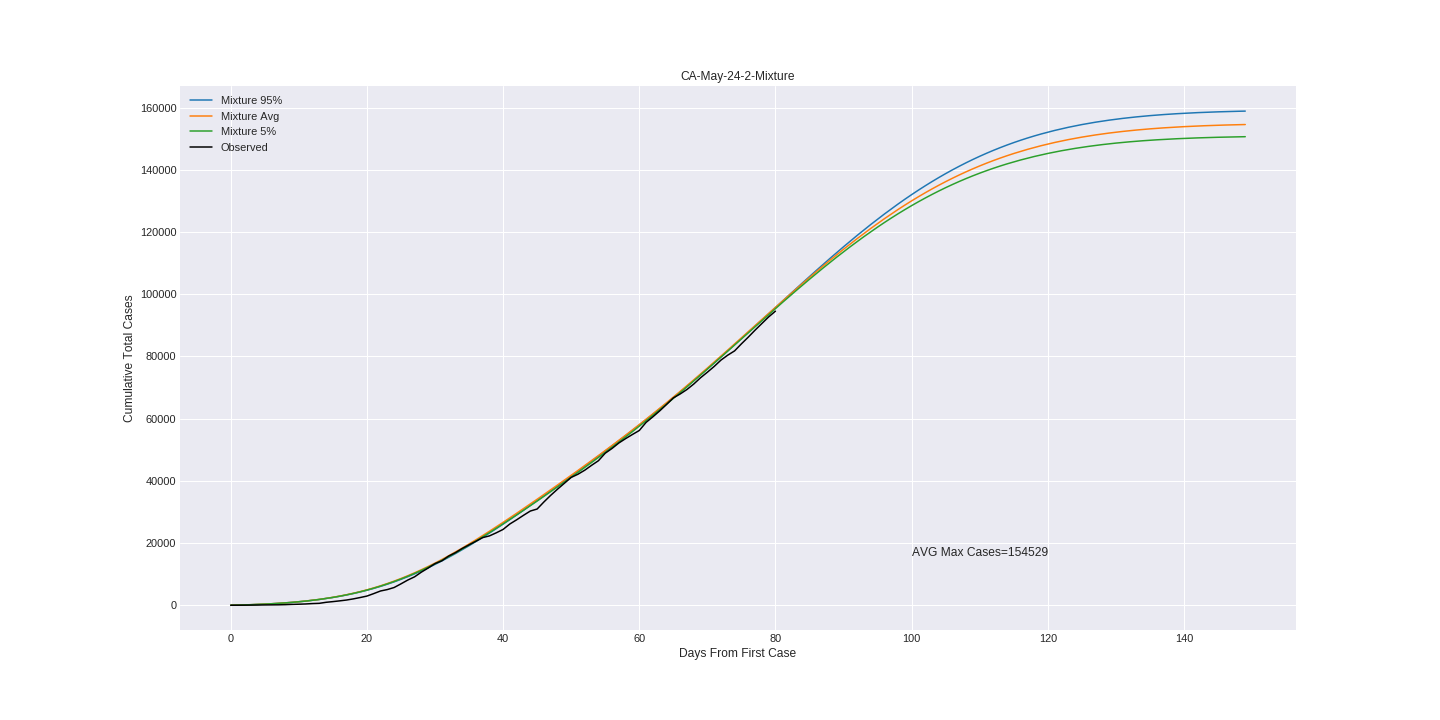 CA-May-24-2-Mixture
Mixture 95%
Mixture Avg
Mixture 5%
Observed
160000
140000
120000
100000
80000
60000
40000
20000
0
Cumulative Total Cases
AVG Max Cases=154529
0 20 40 60 80 100 120 140
Days From First Case